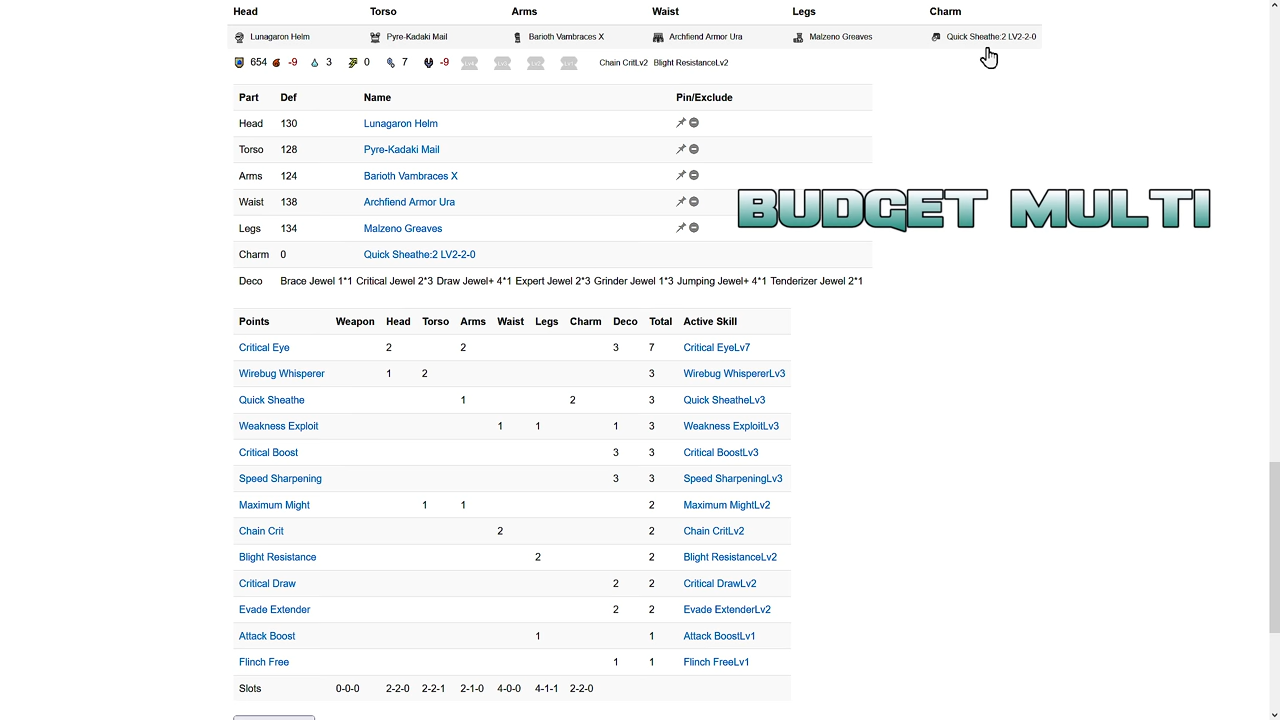 Head Torso Arms Waist Legs Charm
Lunagaron Helm Pyre-Kadaki Mail Barioth Vambraces X Archfiend Armor Ura Malzeno Greaves Quick Sheathe:2 LV2-2-0
654 -9 3 0 7 -9 Chain CritLv2 Blight ResistanceLv2
Part Def Name Pin/Exclude
Head 130 Lunagaron Helm
Torso 128 Pyre-Kadaki Mail
Arms 124 Barioth Vambraces X
Waist 138 Archfiend Armor Ura
BUDGET MULTI
Legs 134 Malzeno Greaves
Charm 0 Quick Sheathe:2 LV2-2-0
Deco Brace Jewel 1*1 Critical Jewel 2*3 Draw Jewel+ 4*1 Expert Jewel 2*3 Grinder Jewel 1*3 Jumping Jewel+ 4*1 Tenderizer Jewel 2*1
Points Weapon Head Torso Arms Waist Legs Charm Deco Total Active Skill
Critical Eye 2 2 3 7 Critical EyeLv7
Wirebug Whisperer 1 2 3 Wirebug WhispererLv3
Quick Sheathe 1 2 3 Quick SheatheLv3
Weakness Exploit 1 1 1 3 Weakness ExploitLv3
Critical Boost 3 3 Critical BoostLv3
Speed Sharpening 3 3 Speed SharpeningLv3
Maximum Might 1 1 2 Maximum MightLv2
Chain Crit 2 2 Chain CritLv2
Blight Resistance 2 2 Blight ResistanceLv2
Critical Draw 2 2 Critical DrawLv2
Evade Extender 2 2 Evade ExtenderLv2
Attack Boost 1 1 Attack BoostLv1
Flinch Free 1 1 Flinch FreeLv1
Slots 0-0-0 2-2-0 2-2-1 2-1-0 4-0-0 4-1-1 2-2-0